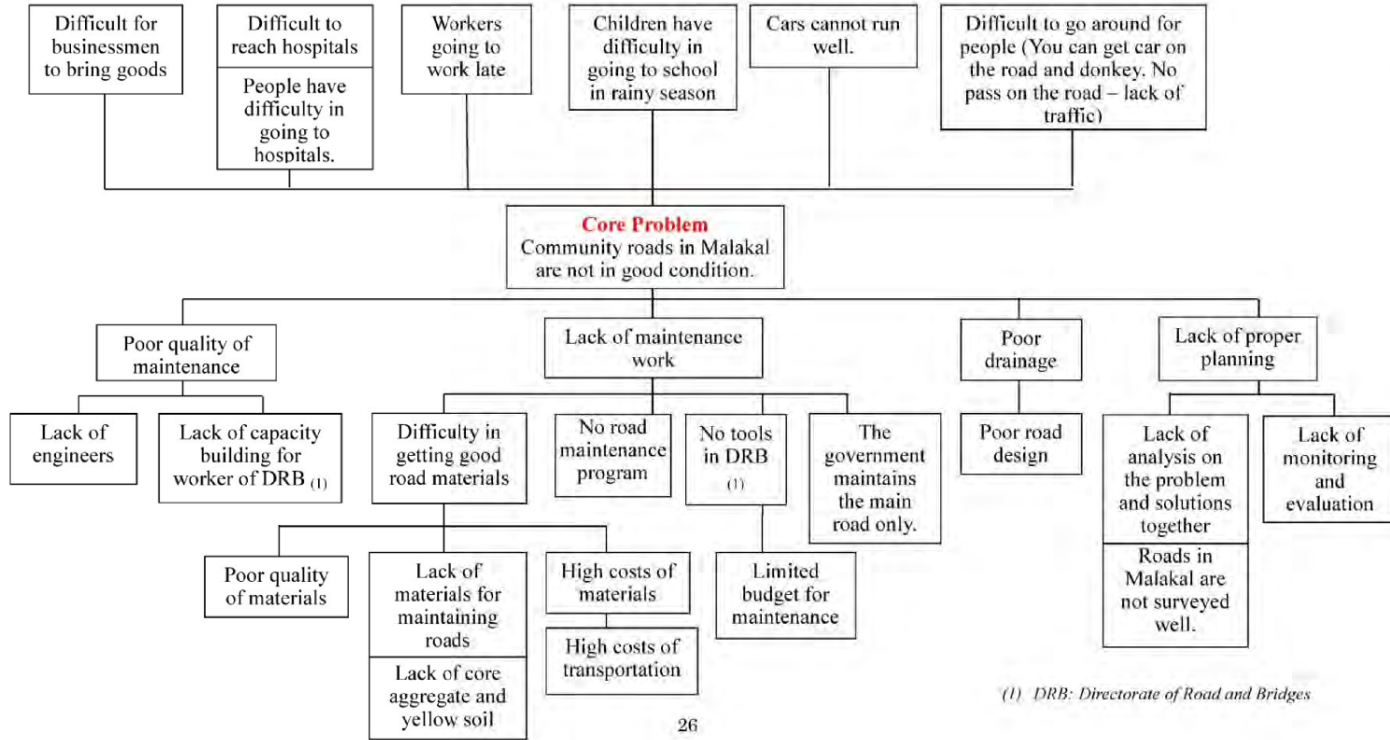 Difficult for
businessmen
to bring goods
Difficult to
reach hospitals
People have
difficulty in
going to
hospitals.
Workers
going to
work late
Children have
difficulty in
going to school
in rainy season
Cars cannot run
well.
Difficult to go around for
people (You can get car on
the road and donkey. No
pass on the road – lack of
traffic)
Core Problem
Community roads in Malakal
are not in good condition.
Poor quality of
maintenance
Lack of maintenance
work
Poor
drainage
Lack of proper
planning
Lack of
engineers
Lack of capacity
building for
worker of DRB (1)
Difficulty in
getting good
road materials
No road
maintenance
program
No tools
in DRB
(1)
The
government
maintains
the main
road only.
Poor road
design
Lack of
analysis on
the problem
and solutions
together
Roads in
Malakal are
not surveyed
well.
Lack of
monitoring
and
evaluation
Poor quality
of materials
Lack of
materials for
maintaining
roads
Lack of core
aggregate and
yellow soil
High costs of
materials
High costs of
transportation
Limited
budget for
maintenance
(1) DRB: Directorate of Road and Bridges
26